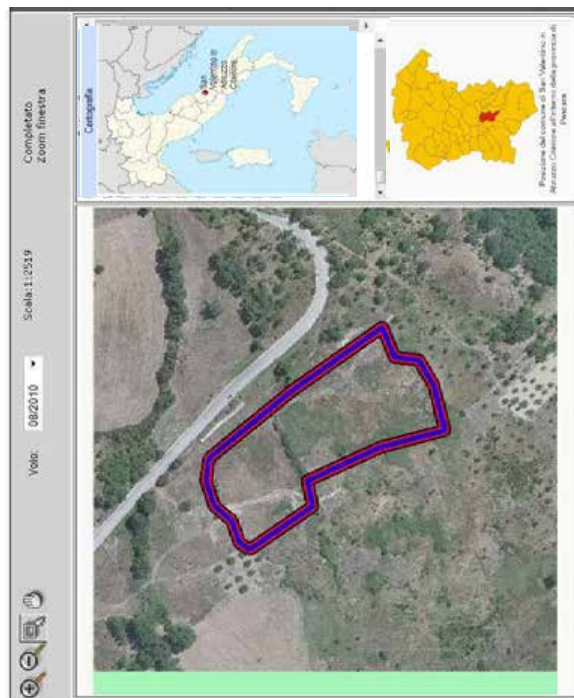 Volo:
08/2010
Scala:1:2519
Completato
Zoom finestra
Cartografia
San
Valentino in
Abruzzo
Citeriore
Posizione del comune di San Valentino in
Abruzzo Citeriore all'interno della provincia di
Pescara